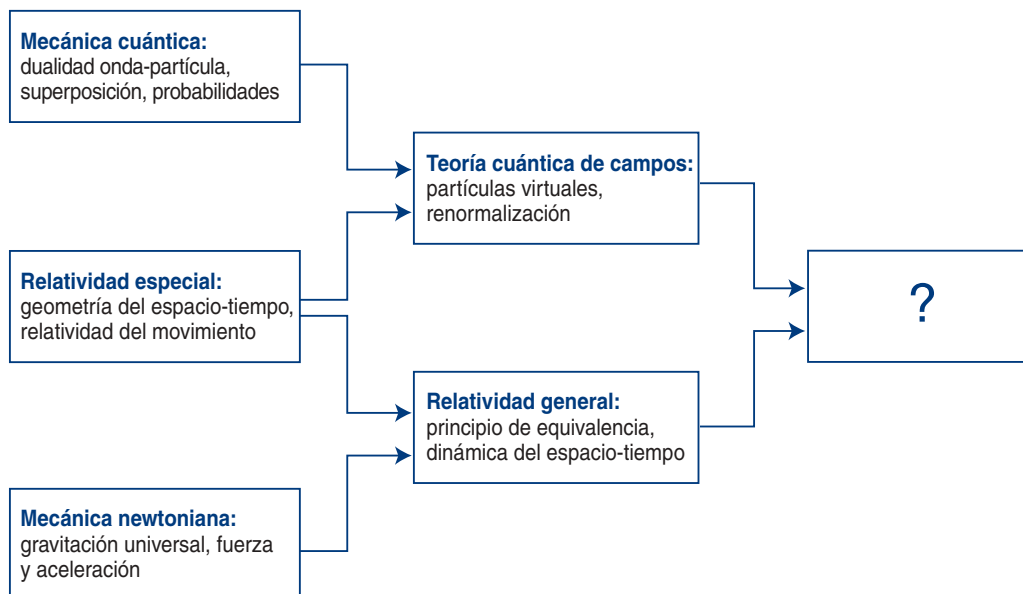 Mecánica cuántica:
dualidad onda-partícula,
superposición, probabilidades
Teoría cuántica de campos:
partículas virtuales,
renormalización
Relatividad especial:
geometría del espacio-tiempo,
relatividad del movimiento
?
Relatividad general:
principio de equivalencia,
dinámica del espacio-tiempo
Mecánica newtoniana:
gravitación universal, fuerza
y aceleración